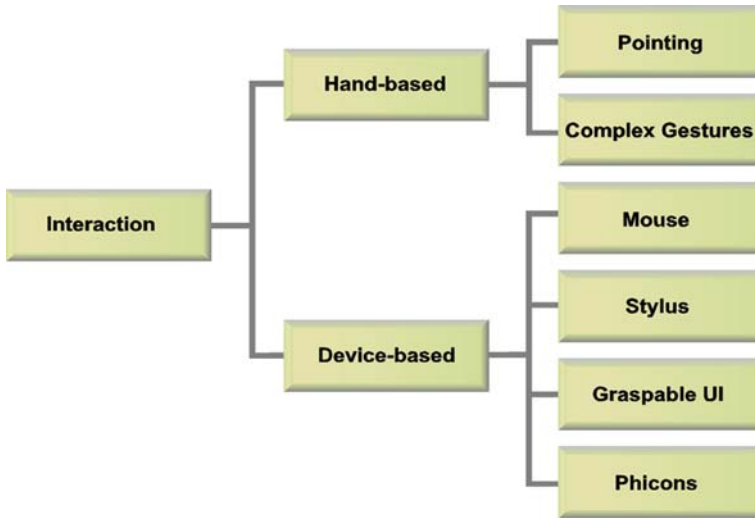 Interaction
Hand-based
Pointing
Complex Gestures
Device-based
Mouse
Stylus
Graspable UI
Phicons